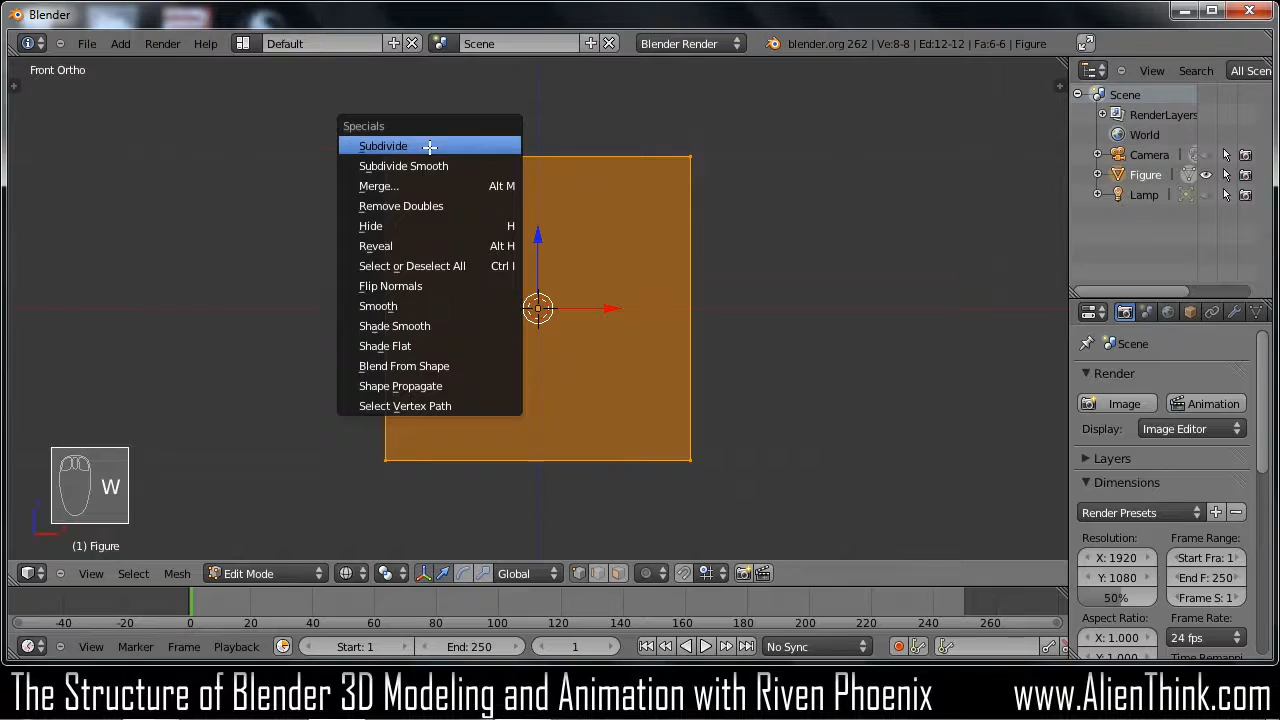 Blender
File Add Render Help Default Scene Blender Render blender.org 262 | Ve:8-8 | Ed:12-12 | Fa:6-6 | Figure
Front Ortho
View Search All Scen
Scene
RenderLayers
World
Camera
Figure
Lamp
Specials
Subdivide
Subdivide Smooth
Merge... Alt M
Remove Doubles
Hide H
Reveal Alt H
Select or Deselect All Ctrl I
Flip Normals
Smooth
Shade Smooth
Shade Flat
Blend From Shape
Shape Propagate
Select Vertex Path
Scene
Render
Image Animation
Display: Image Editor
Layers
Dimensions
Render Presets
Resolution: Frame Range:
X: 1920 Start Fra: 1
Y: 1080 End F: 250
50% Frame S: 1
Aspect Ratio: Frame Rate:
X: 1.000 24 fps
Y: 1.000 Time Remappi
W
(1) Figure
View Select Mesh Edit Mode Global
-40 -20 0 20 40 60 80 100 120 140 160 180 200 220 240 260
View Marker Frame Playback Start: 1 End: 250 1 No Sync
The Structure of Blender 3D Modeling and Animation with Riven Phoenix www.AlienThink.com